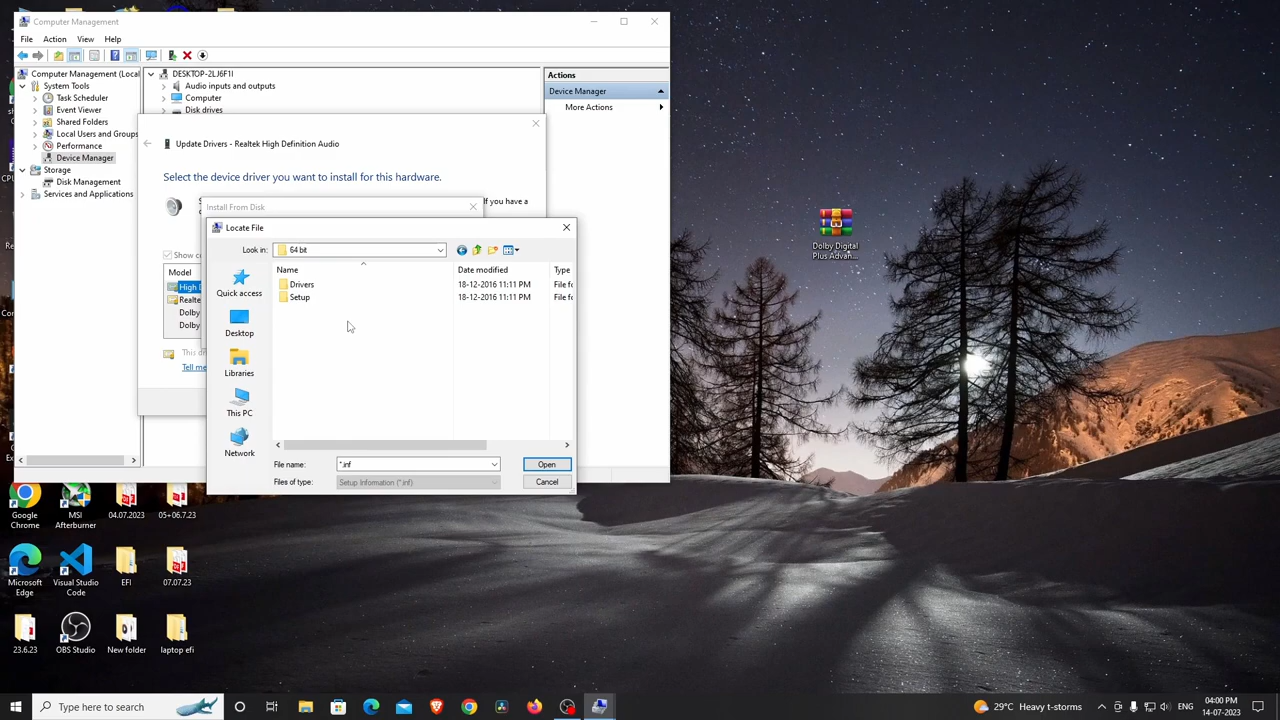 Computer Management
File
Action
View
Help
Computer Management (Local
System Tools
Task Scheduler
Event Viewer
Shared Folders
Local Users and Groups
Performance
Device Manager
Storage
Disk Management
Services and Applications
DESKTOP-2LJ6F1I
Audio inputs and outputs
Computer
Disk drives
Actions
Device Manager
More Actions
Update Drivers - Realtek High Definition Audio
Select the device driver you want to install for this hardware.
If you have a
Show co
Model
High D
Realte
Dolby
Dolby
This dri
Tell me
Install From Disk
Locate File
Look in:
64 bit
Name
Date modified
Type
Drivers
18-12-2016 11:11 PM
File fo
Setup
18-12-2016 11:11 PM
File fo
Quick access
Desktop
Libraries
This PC
Network
File name:
*.inf
Open
Files of type:
Setup Information (*.inf)
Cancel
Dolby Digital
Plus Advan...
Google
Chrome
MSI
Afterburner
04.07.2023
05+06.7.23
Microsoft
Edge
Visual Studio
Code
EFI
07.07.23
23.6.23
OBS Studio
New folder
laptop efi
Type here to search
29°C Heavy t-storms
ENG
04:00 PM
14-07-2023